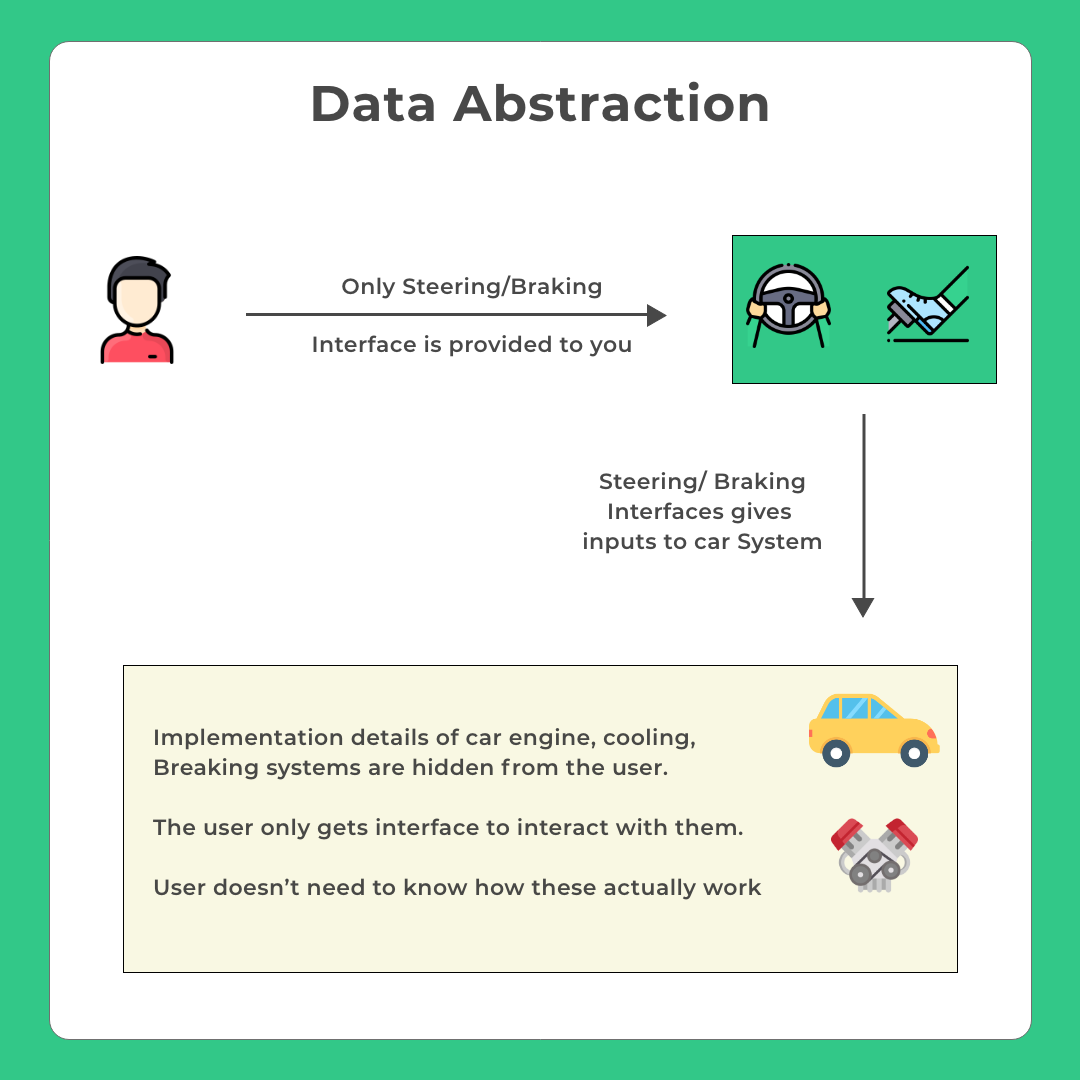 Data Abstraction
Only Steering/Braking
Interface is provided to you
Steering/ Braking
Interfaces gives
inputs to car System
Implementation details of car engine, cooling,
Breaking systems are hidden from the user.
The user only gets interface to interact with them.
User doesn’t need to know how these actually work